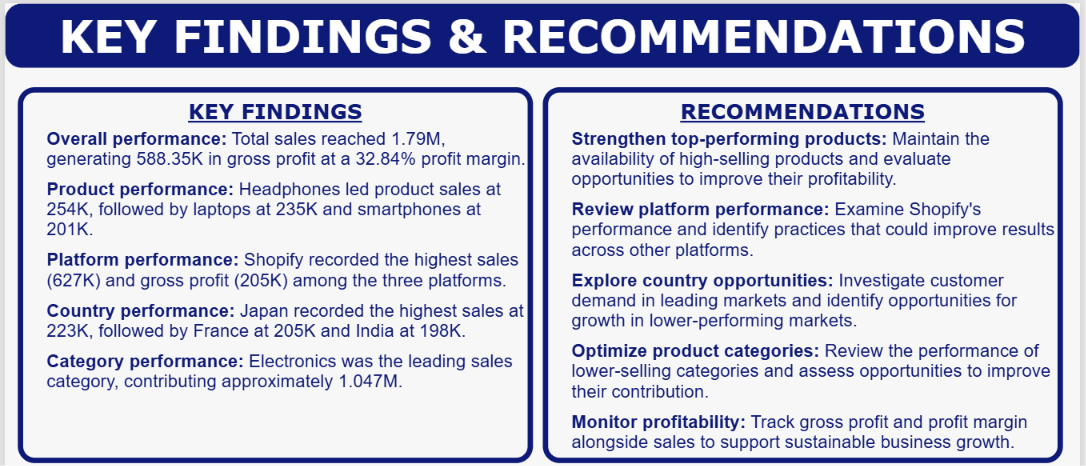 KEY FINDINGS & RECOMMENDATIONS
KEY FINDINGS
Overall performance: Total sales reached 1.79M,
generating 588.35K in gross profit at a 32.84% profit margin.
Product performance: Headphones led product sales at
254K, followed by laptops at 235K and smartphones at
201K.
Platform performance: Shopify recorded the highest sales
(627K) and gross profit (205K) among the three platforms.
Country performance: Japan recorded the highest sales at
223K, followed by France at 205K and India at 198K.
Category performance: Electronics was the leading sales
category, contributing approximately 1.047M.
RECOMMENDATIONS
Strengthen top-performing products: Maintain the
availability of high-selling products and evaluate
opportunities to improve their profitability.
Review platform performance: Examine Shopify's
performance and identify practices that could improve results
across other platforms.
Explore country opportunities: Investigate customer
demand in leading markets and identify opportunities for
growth in lower-performing markets.
Optimize product categories: Review the performance of
lower-selling categories and assess opportunities to improve
their contribution.
Monitor profitability: Track gross profit and profit margin
alongside sales to support sustainable business growth.